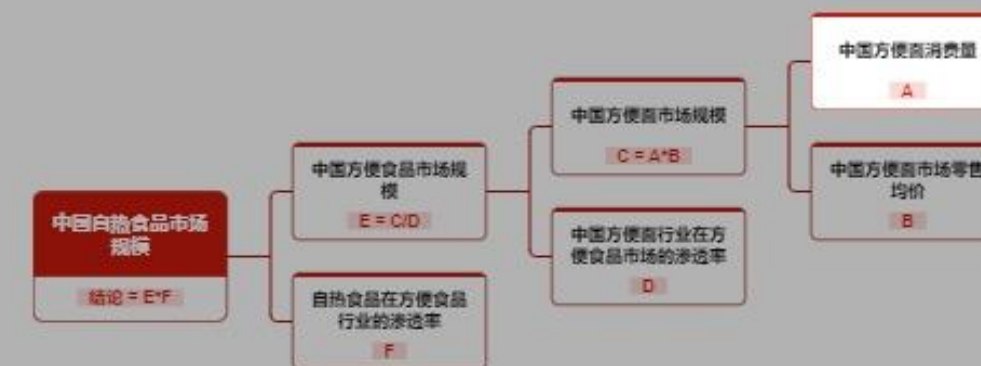 中国方便面消费量
A
中国方便面市场规模
C = A*B
中国方便食品市场规
模
E = C/D
中国方便面市场零售
均价
B
中国自热食品市场
规模
结论 = E*F
中国方便面行业在方
便食品市场的渗透率
D
自热食品在方便食品
行业的渗透率
F